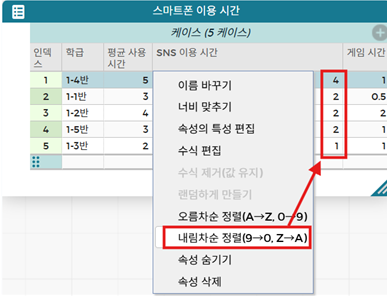 스마트폰 이용 시간
케이스 (5 케이스)
인덱스 학급 평균 사용 시간 SNS 이용 시간 게임 시간
1 1-4반 5 4 1
2 1-1반 3 2 0.5
3 1-2반 4 2 2
4 1-5반 3 2 1
5 1-3반 2 1 1
이름 바꾸기
너비 맞추기
속성의 특성 편집
수식 편집
수식 제거(값 유지)
랜덤하게 만들기
오름차순 정렬(A→Z, 0→9)
내림차순 정렬(9→0, Z→A)
속성 숨기기
속성 삭제